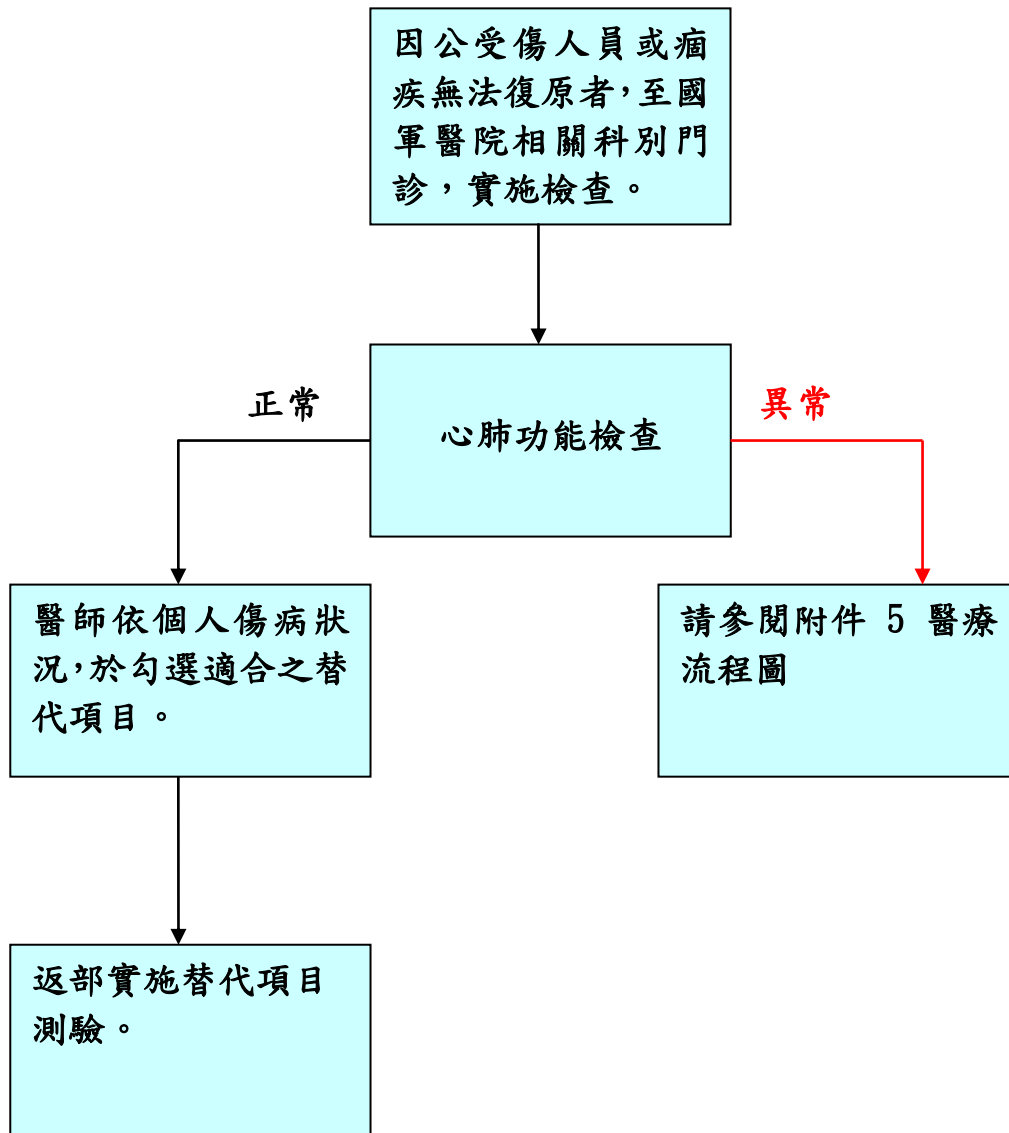 因公受傷人員或痼
疾無法復原者，至國
軍醫院相關科別門
診，實施檢查。
正常
異常
心肺功能檢查
醫師依個人傷病狀
況，於勾選適合之替
代項目。
請參閱附件 5 醫療
流程圖
返部實施替代項目
測驗。